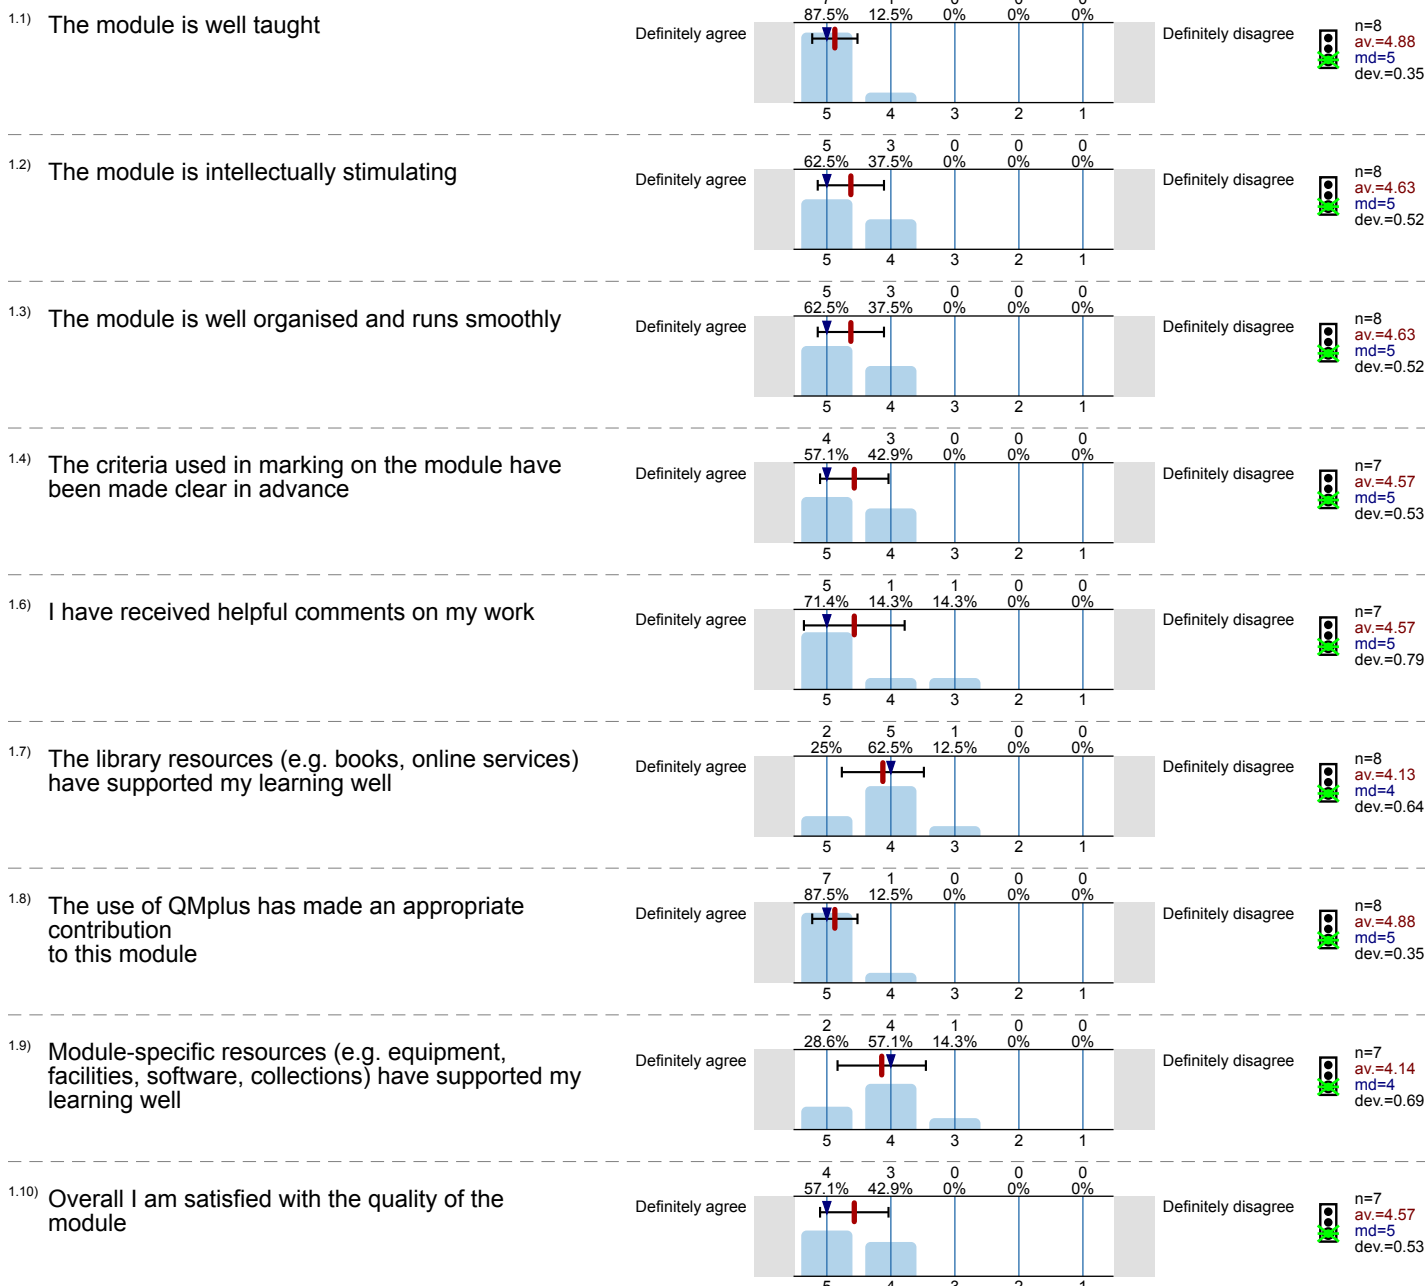 7 1 0 0 0
87.5% 12.5% 0% 0% 0%
1.1) The module is well taught
Definitely agree
Definitely disagree
n=8
av.=4.88
md=5
dev.=0.35
5 4 3 2 1
5 3 0 0 0
62.5% 37.5% 0% 0% 0%
1.2) The module is intellectually stimulating
Definitely agree
Definitely disagree
n=8
av.=4.63
md=5
dev.=0.52
5 4 3 2 1
5 3 0 0 0
62.5% 37.5% 0% 0% 0%
1.3) The module is well organised and runs smoothly
Definitely agree
Definitely disagree
n=8
av.=4.63
md=5
dev.=0.52
5 4 3 2 1
4 3 0 0 0
57.1% 42.9% 0% 0% 0%
1.4) The criteria used in marking on the module have
been made clear in advance
Definitely agree
Definitely disagree
n=7
av.=4.57
md=5
dev.=0.53
5 4 3 2 1
5 1 1 0 0
71.4% 14.3% 14.3% 0% 0%
1.6) I have received helpful comments on my work
Definitely agree
Definitely disagree
n=7
av.=4.57
md=5
dev.=0.79
5 4 3 2 1
2 5 1 0 0
25% 62.5% 12.5% 0% 0%
1.7) The library resources (e.g. books, online services)
have supported my learning well
Definitely agree
Definitely disagree
n=8
av.=4.13
md=4
dev.=0.64
5 4 3 2 1
7 1 0 0 0
87.5% 12.5% 0% 0% 0%
1.8) The use of QMplus has made an appropriate
contribution
to this module
Definitely agree
Definitely disagree
n=8
av.=4.88
md=5
dev.=0.35
5 4 3 2 1
2 4 1 0 0
28.6% 57.1% 14.3% 0% 0%
1.9) Module-specific resources (e.g. equipment,
facilities, software, collections) have supported my
learning well
Definitely agree
Definitely disagree
n=7
av.=4.14
md=4
dev.=0.69
5 4 3 2 1
4 3 0 0 0
57.1% 42.9% 0% 0% 0%
1.10) Overall I am satisfied with the quality of the
module
Definitely agree
Definitely disagree
n=7
av.=4.57
md=5
dev.=0.53
5 4 3 2 1